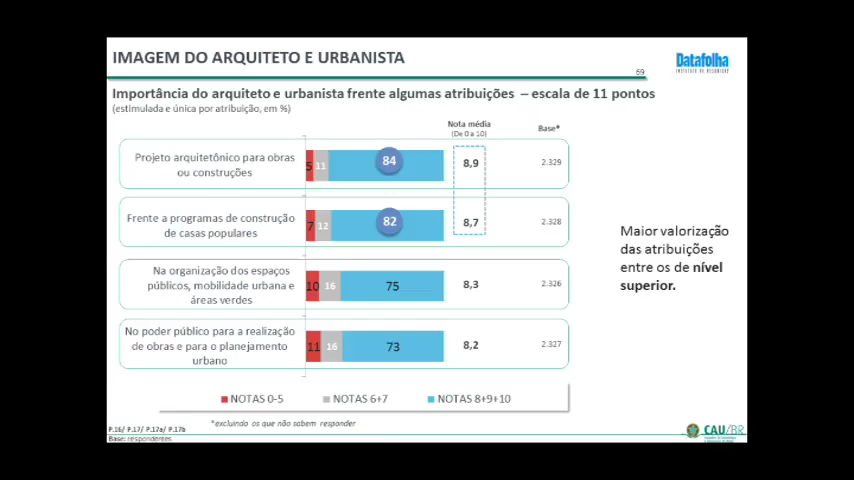 IMAGEM DO ARQUITETO E URBANISTA
Datafolha
INSTITUTO DE PESQUISAS
59
Importância do arquiteto e urbanista frente algumas atribuições – escala de 11 pontos
(estimulada e única por atribuição, em %)
Nota média
(De 0 a 10)
Base*
Projeto arquitetônico para obras
ou construções
5 11 84 8,9 2.329
Frente a programas de construção
de casas populares
7 12 82 8,7 2.328
Na organização dos espaços
públicos, mobilidade urbana e
áreas verdes
10 16 75 8,3 2.326
No poder público para a realização
de obras e para o planejamento
urbano
11 16 73 8,2 2.327
Maior valorização
das atribuições
entre os de nível
superior.
NOTAS 0-5 NOTAS 6+7 NOTAS 8+9+10
*excluindo os que não sabem responder
P.16/ P.17/ P.17a/ P.17b
Base: respondentes
CAU/BR